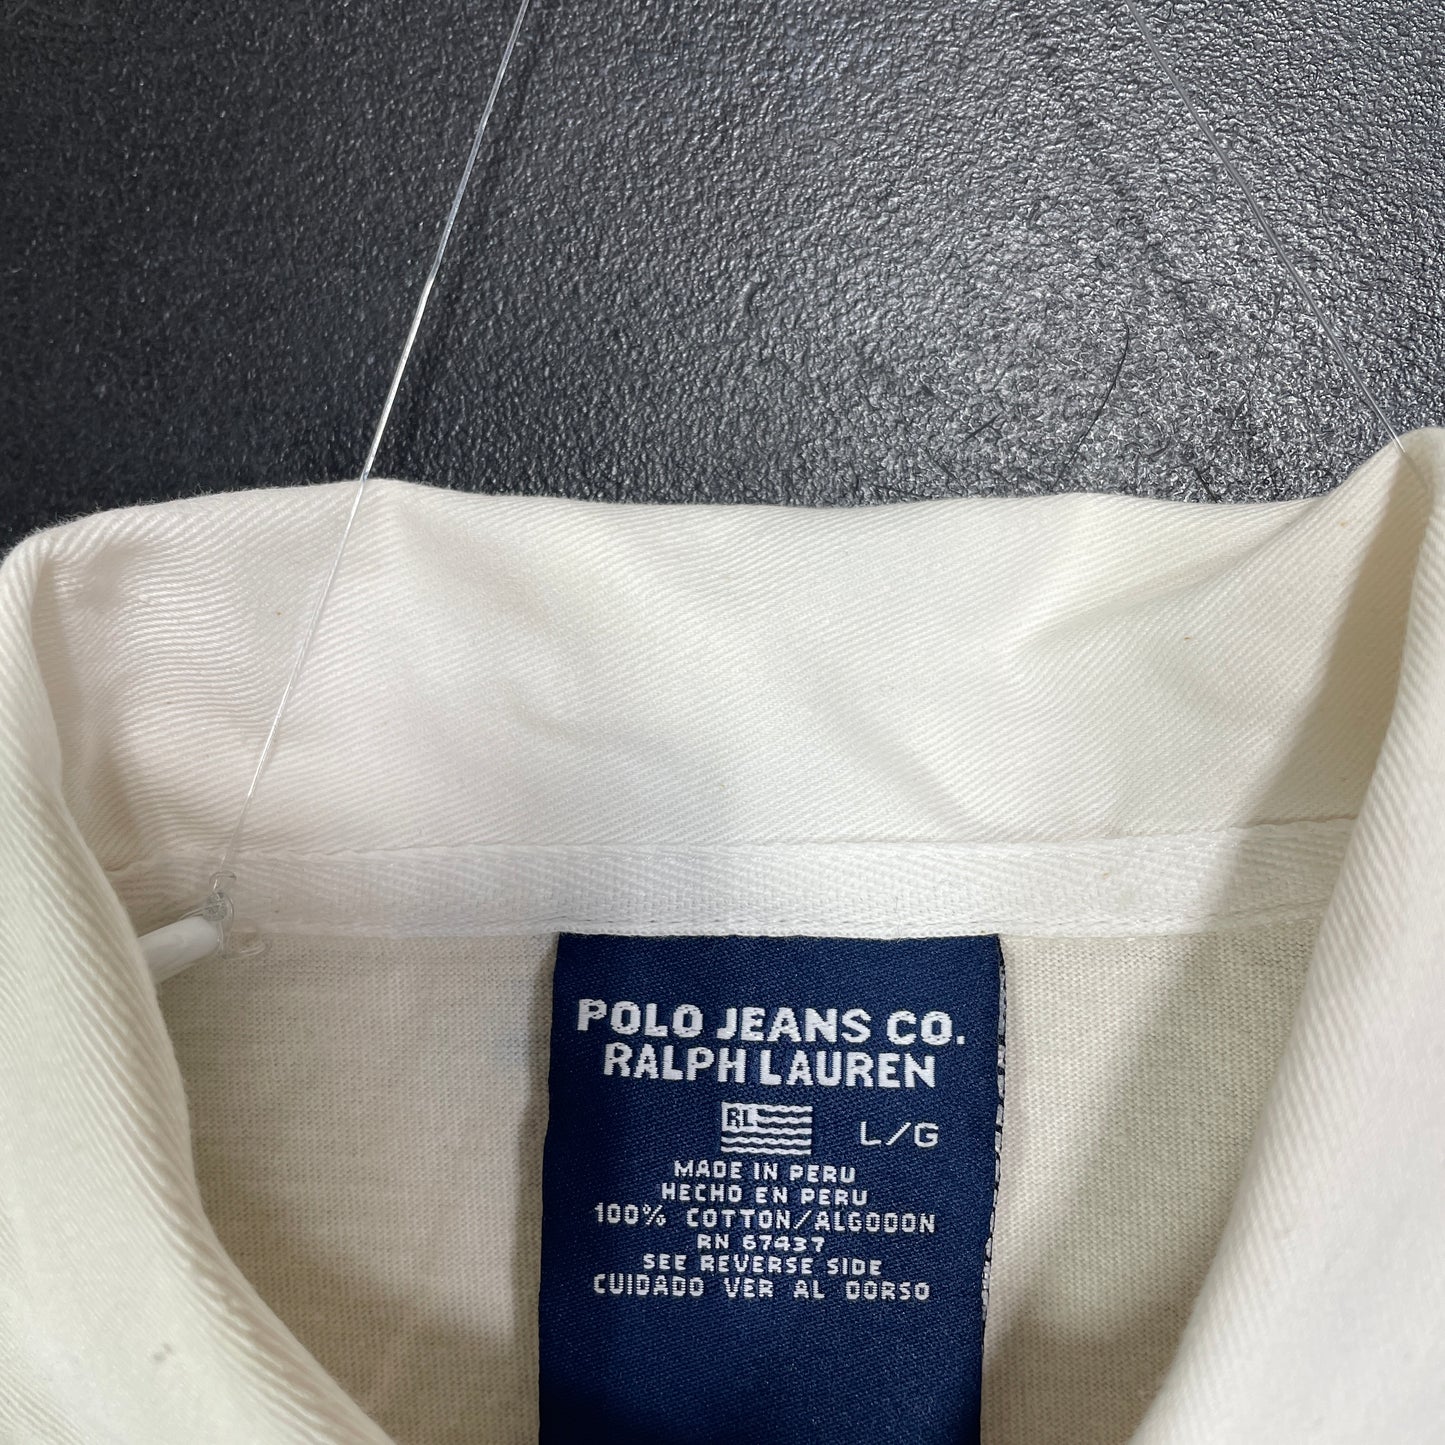 POLO JEANS CO.
RALPH LAUREN
RL
L/G
MADE IN PERU
HECHO EN PERU
100% COTTON/ALGODON
RN 67437
SEE REVERSE SIDE
CUIDADO VER AL DORSO